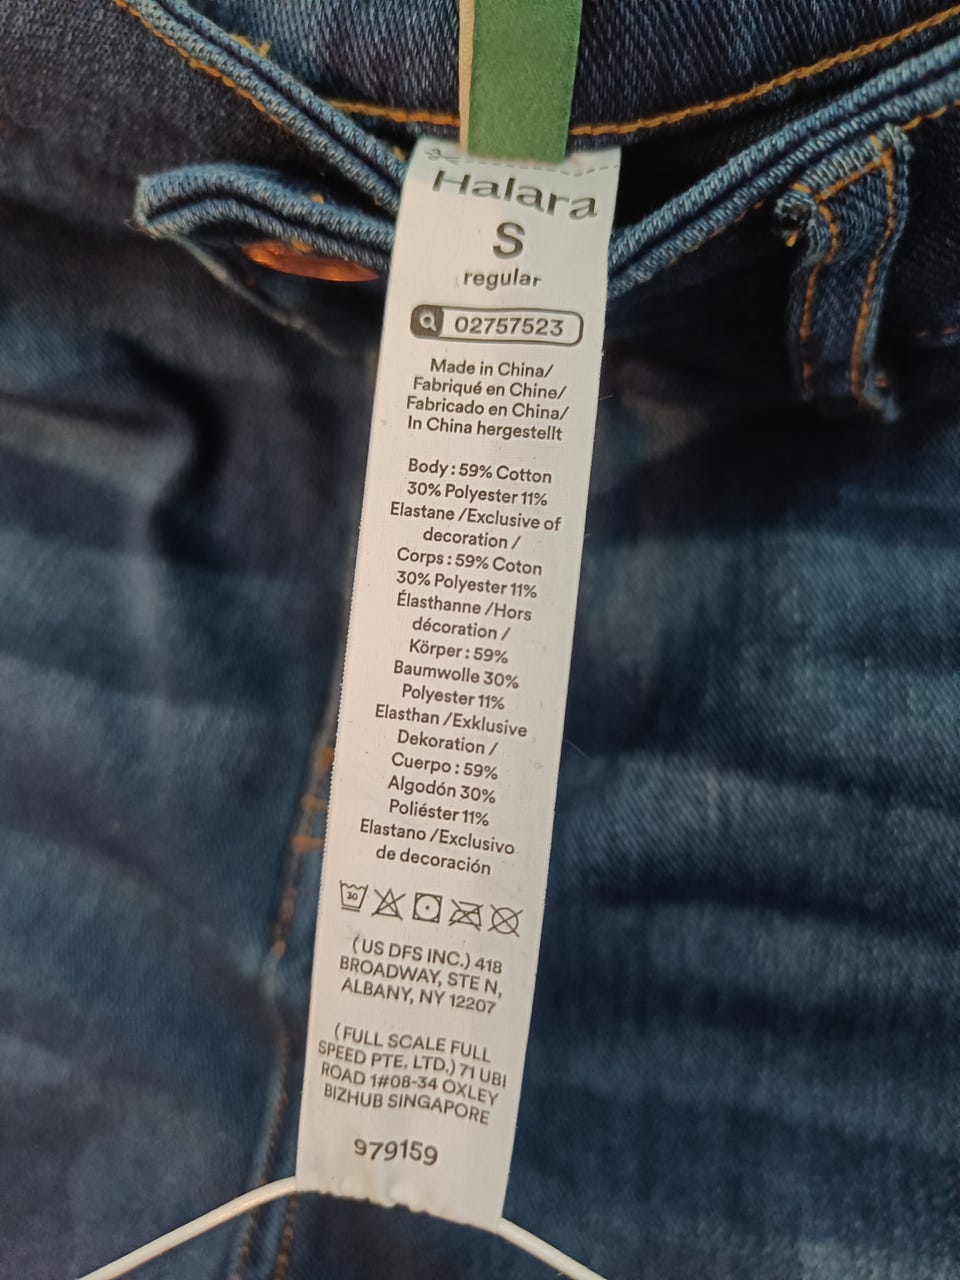 Halara
S
regular
02757523
Made in China/
Fabriqué en Chine/
Fabricado en China/
In China hergestellt
Body : 59% Cotton
30% Polyester 11%
Elastane /Exclusive of
decoration /
Corps : 59% Coton
30% Polyester 11%
Élasthanne /Hors
décoration /
Körper : 59%
Baumwolle 30%
Polyester 11%
Elasthan /Exklusive
Dekoration /
Cuerpo : 59%
Algodón 30%
Poliéster 11%
Elastano /Exclusivo
de decoración
30
(US DFS INC.) 418
BROADWAY, STE N,
ALBANY, NY 12207
(FULL SCALE FULL
SPEED PTE. LTD.) 71 UBI
ROAD 1#08-34 OXLEY
BIZHUB SINGAPORE
979159